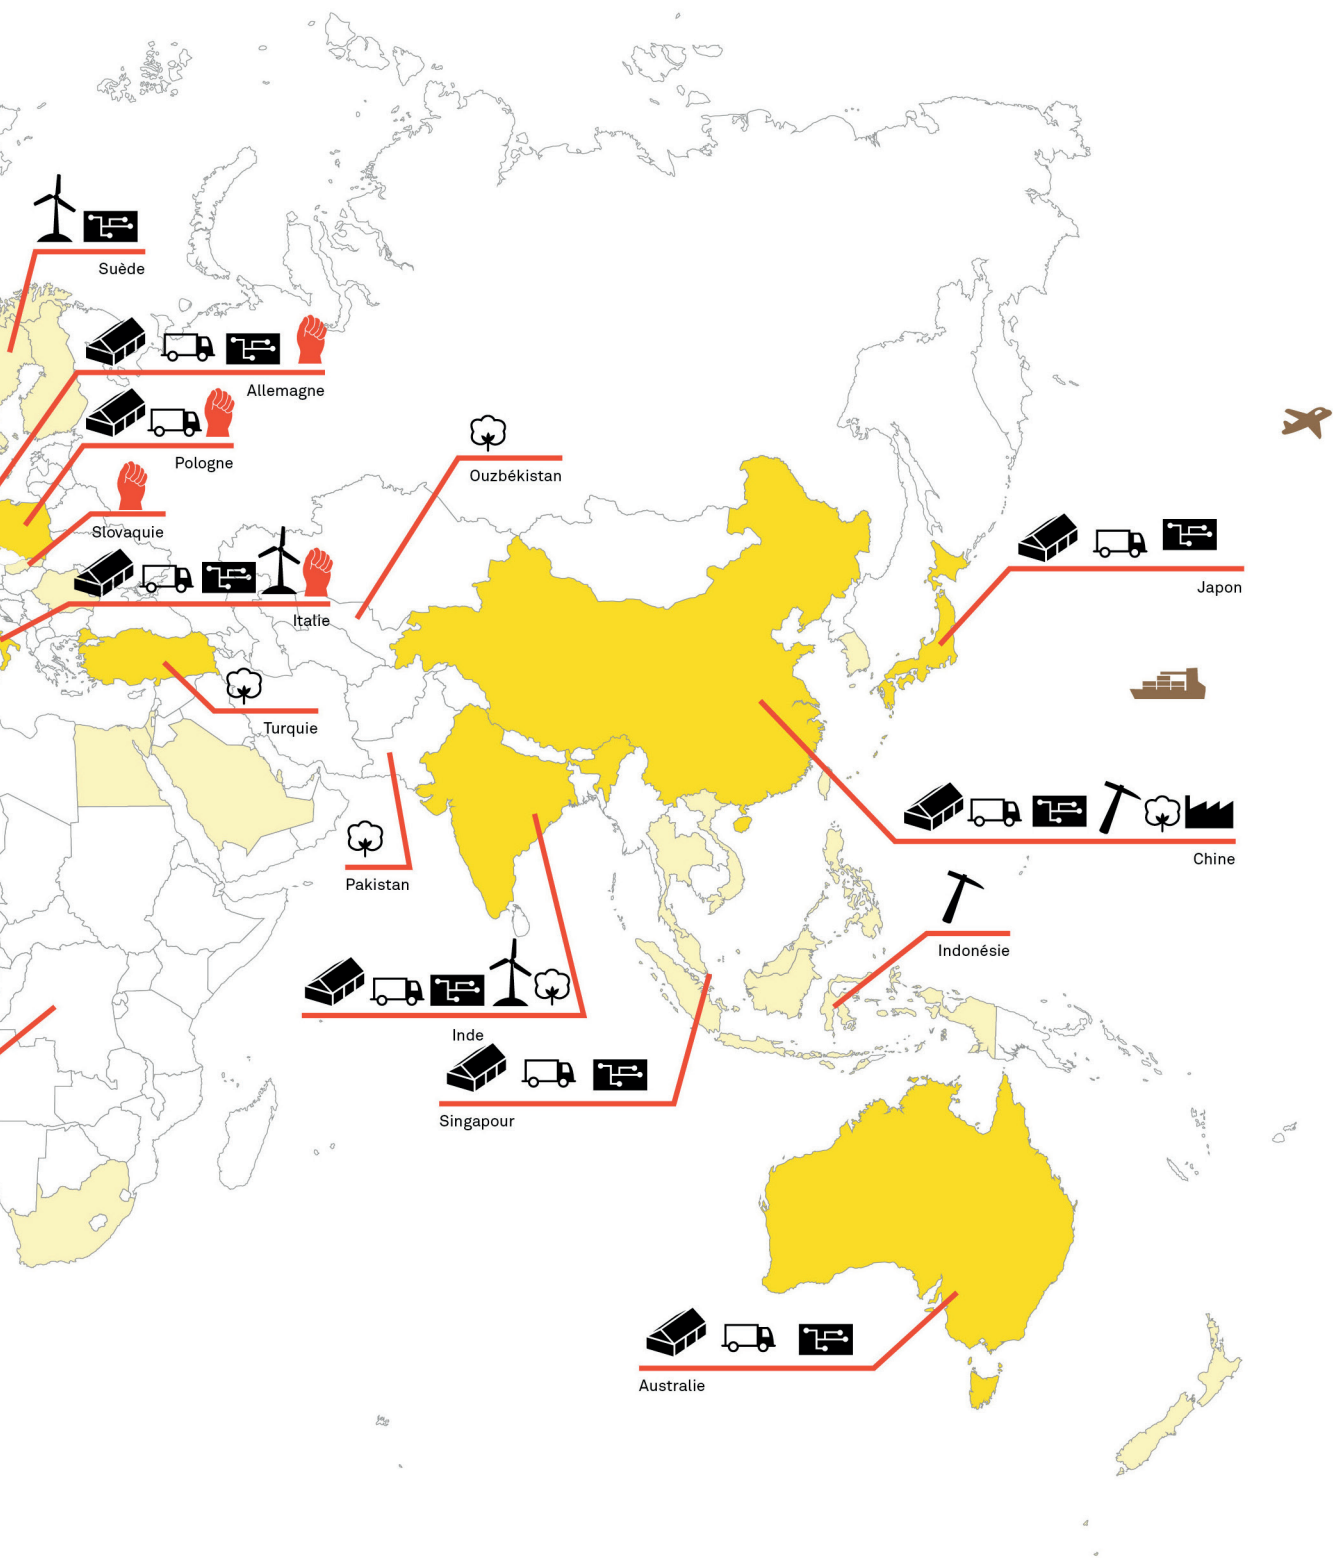 Suède
Allemagne
Pologne
Ouzbékistan
Slovaquie
Japon
Italie
Turquie
Chine
Pakistan
Indonésie
Inde
Singapour
Australie